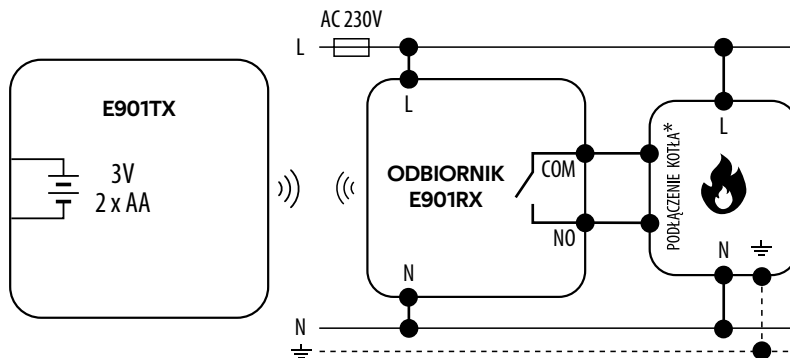 AC 230V
L
E901TX
3V
2 x AA
L
ODBIORNIK
E901RX
COM
NO
N
PODŁĄCZENIE KOTŁA*
L
N
N